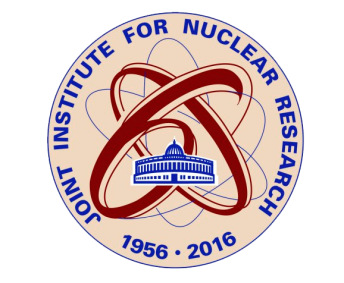 JOINT INSTITUTE FOR NUCLEAR RESEARCH
1956 · 2016